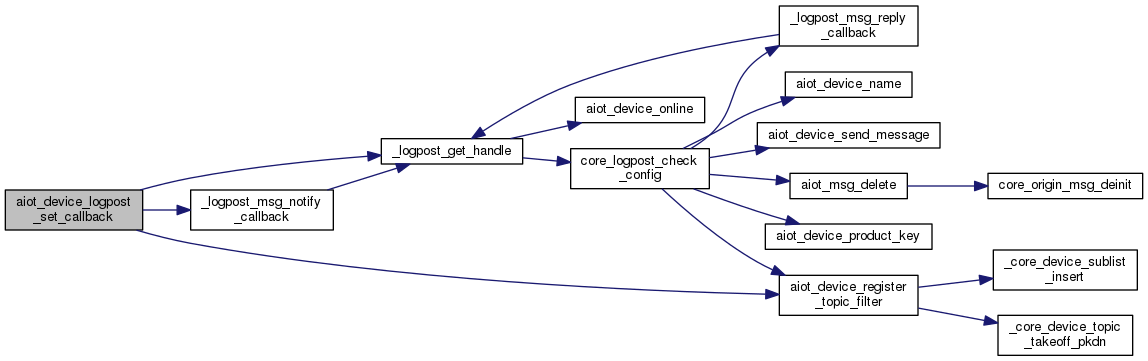 aiot_device_logpost
_set_callback
_logpost_get_handle
_logpost_msg_notify
_callback
aiot_device_online
core_logpost_check
_config
_logpost_msg_reply
_callback
aiot_device_name
aiot_device_send_message
aiot_msg_delete
core_origin_msg_deinit
aiot_device_product_key
aiot_device_register
_topic_filter
_core_device_sublist
_insert
_core_device_topic
_takeoff_pkdn